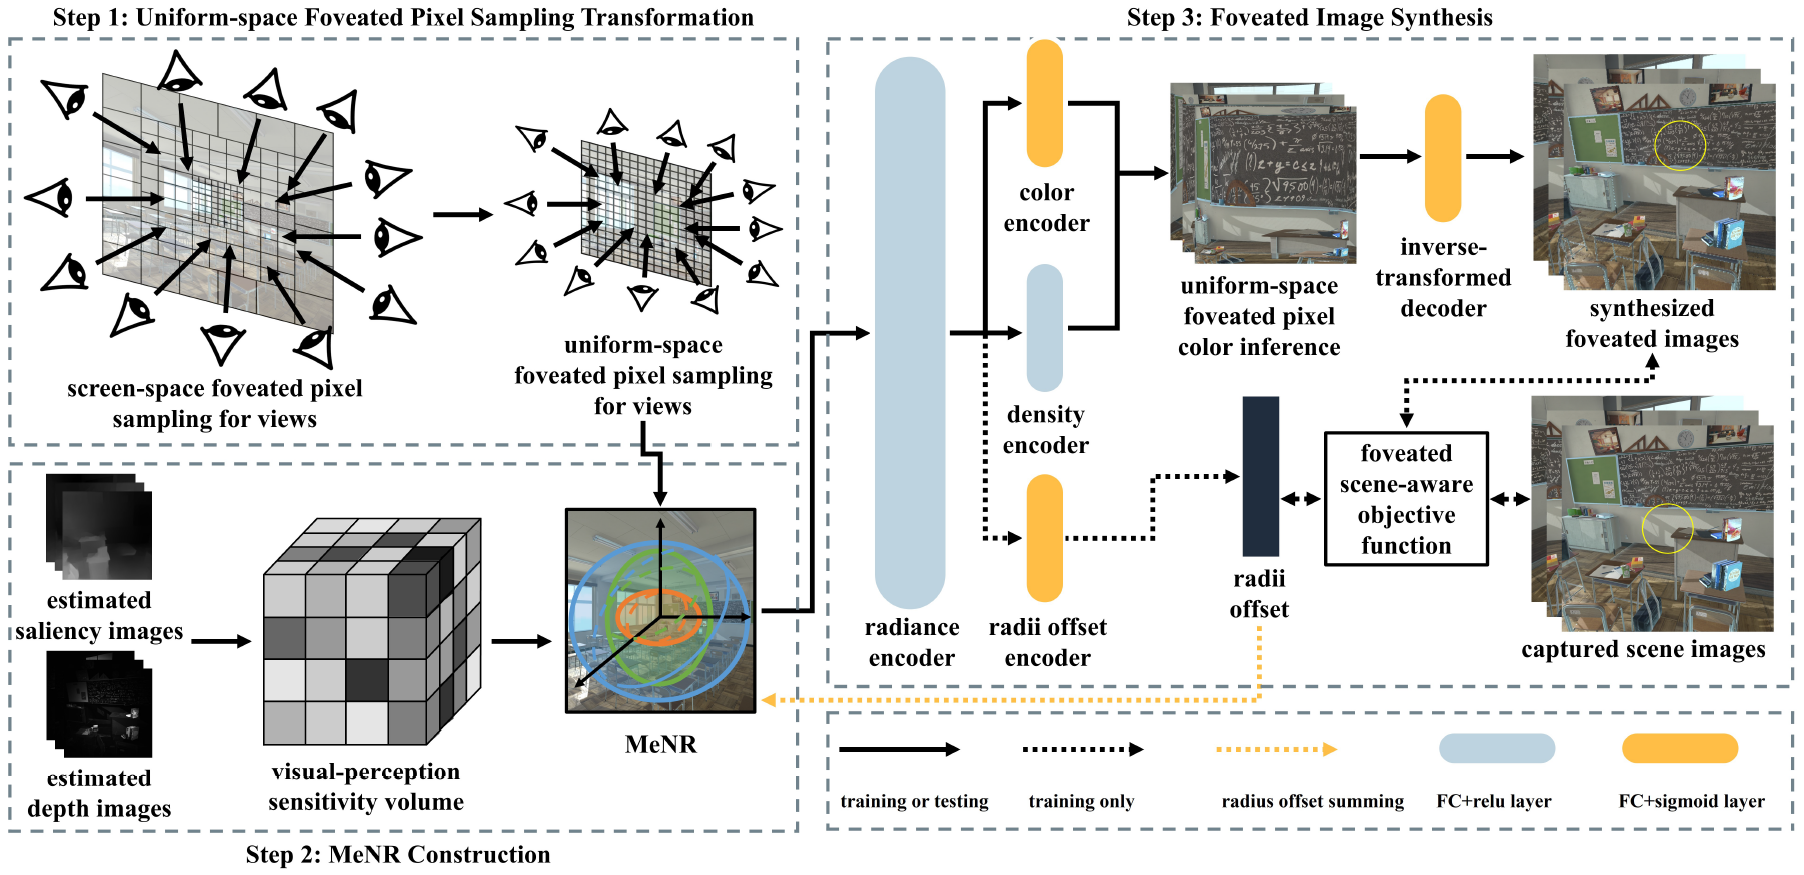 Step 1: Uniform-space Foveated Pixel Sampling Transformation
screen-space foveated pixel
sampling for views
uniform-space
foveated pixel sampling
for views
estimated
saliency images
estimated
depth images
visual-perception
sensitivity volume
MeNR
Step 2: MeNR Construction
Step 3: Foveated Image Synthesis
radiance
encoder
color
encoder
density
encoder
radii offset
encoder
uniform-space
foveated pixel
color inference
inverse-
transformed
decoder
synthesized
foveated images
radii
offset
foveated
scene-aware
objective
function
captured scene images
training or testing
training only
radius offset summing
FC+relu layer
FC+sigmoid layer